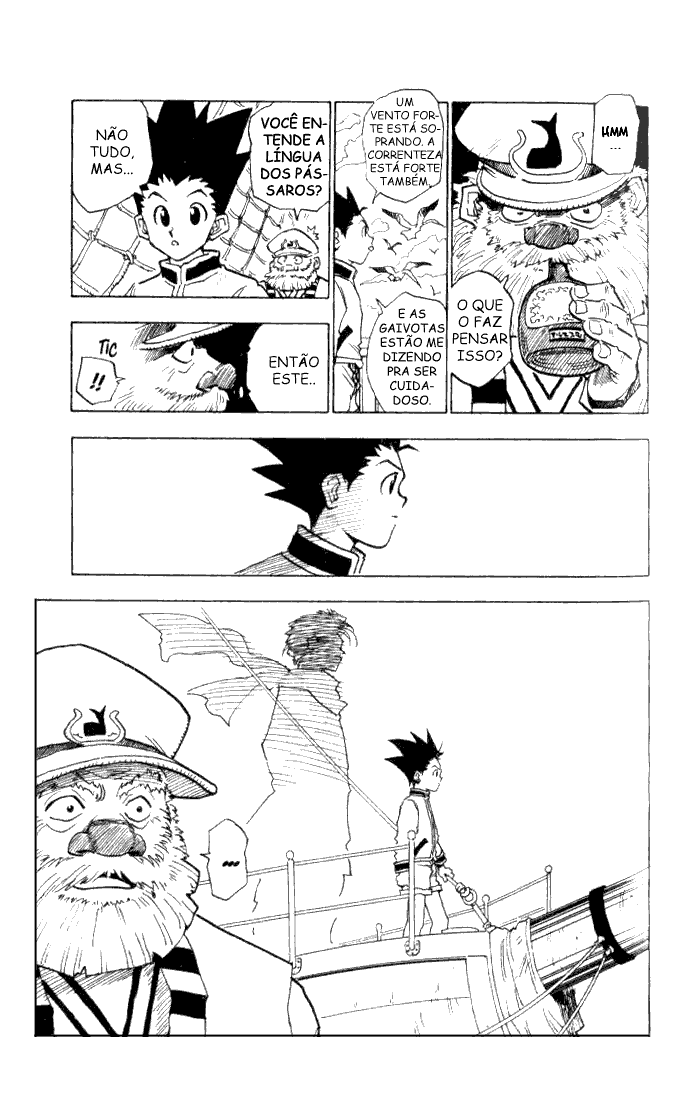 HMM
...
O QUE
O FAZ
PENSAR
ISSO?
UM
VENTO FOR-
TE ESTÁ SO-
PRANDO. A
CORRENTEZA
ESTÁ FORTE
TAMBÉM.
E AS
GAIVOTAS
ESTÃO ME
DIZENDO
PRA SER
CUIDA-
DOSO.
VOCÊ EN-
TENDE A
LÍNGUA
DOS PÁS-
SAROS?
NÃO
TUDO,
MAS...
ENTÃO
ESTE..
TIC
!!
...